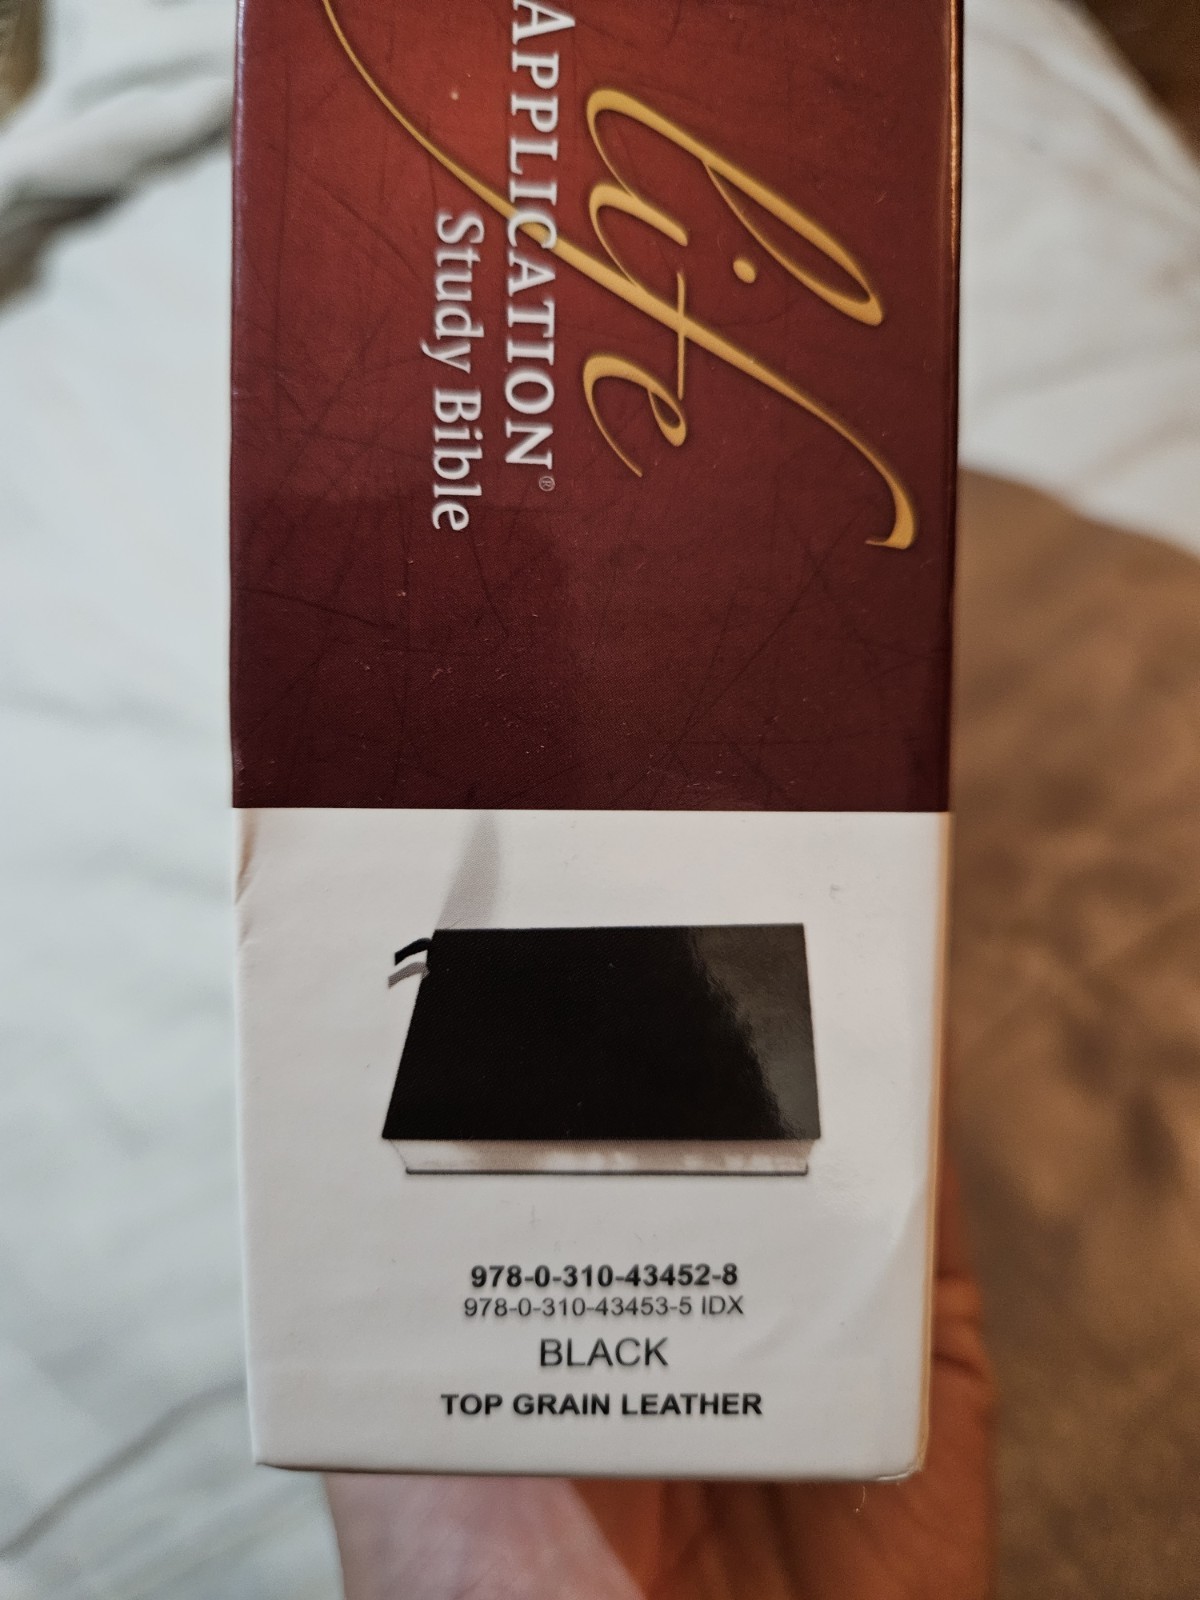 life
APPLICATION®
Study Bible
978-0-310-43452-8
978-0-310-43453-5 IDX
BLACK
TOP GRAIN LEATHER